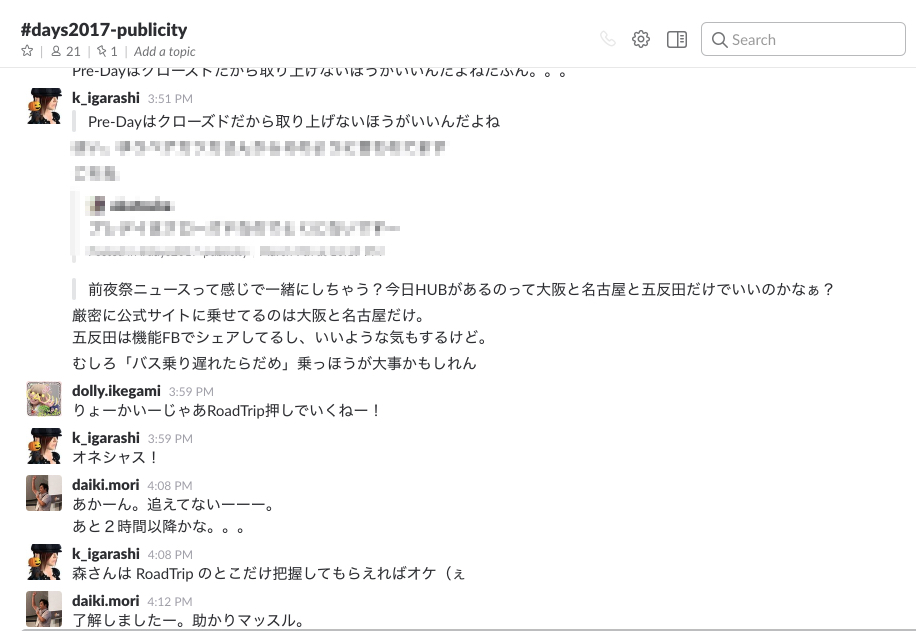 #days2017-publicity
21 | 1 | Add a topic
Search
Pre-Dayはクローズドだから取り上げないほうがいいんだよねたぶん。。。
k_igarashi 3:51 PM
Pre-Dayはクローズドだから取り上げないほうがいいんだよね
前夜祭ニュースって感じで一緒にしちゃう？今日HUBがあるのって大阪と名古屋と五反田だけでいいのかなぁ？
厳密に公式サイトに乗せてるのは大阪と名古屋だけ。
五反田は機能FBでシェアしてるし、いいような気もするけど。
むしろ「バス乗り遅れたらだめ」乗っほうが大事かもしれん
dolly.ikegami 3:59 PM
りょーかいーじゃあRoadTrip押しでいくねー！
k_igarashi 3:59 PM
オネシャス！
daiki.mori 4:08 PM
あかーん。追えてないーーー。
あと２時間以降かな。。。
k_igarashi 4:08 PM
森さんは RoadTrip のとこだけ把握してもらえればオケ（ぇ
daiki.mori 4:12 PM
了解しましたー。助かりマッスル。